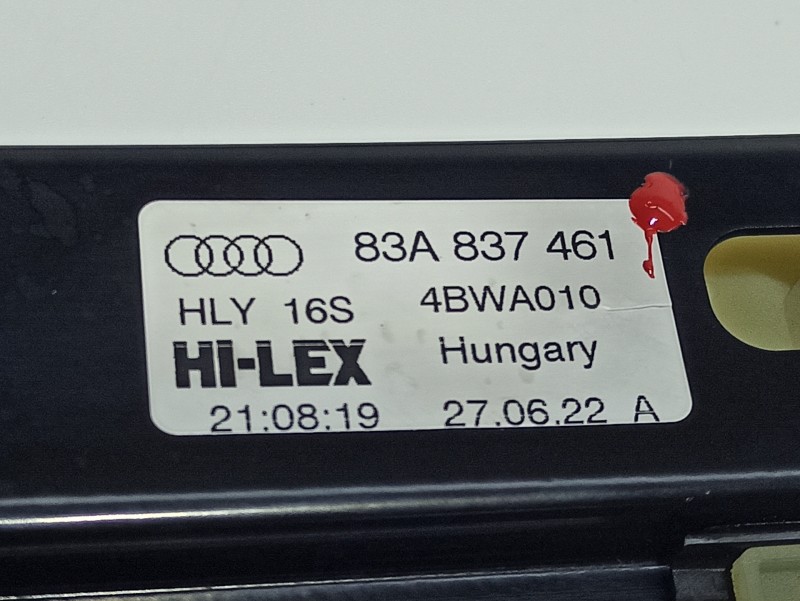 83A 837 461
HLY 16S 4BWA010
HI-LEX Hungary
21:08:19 27.06.22 A